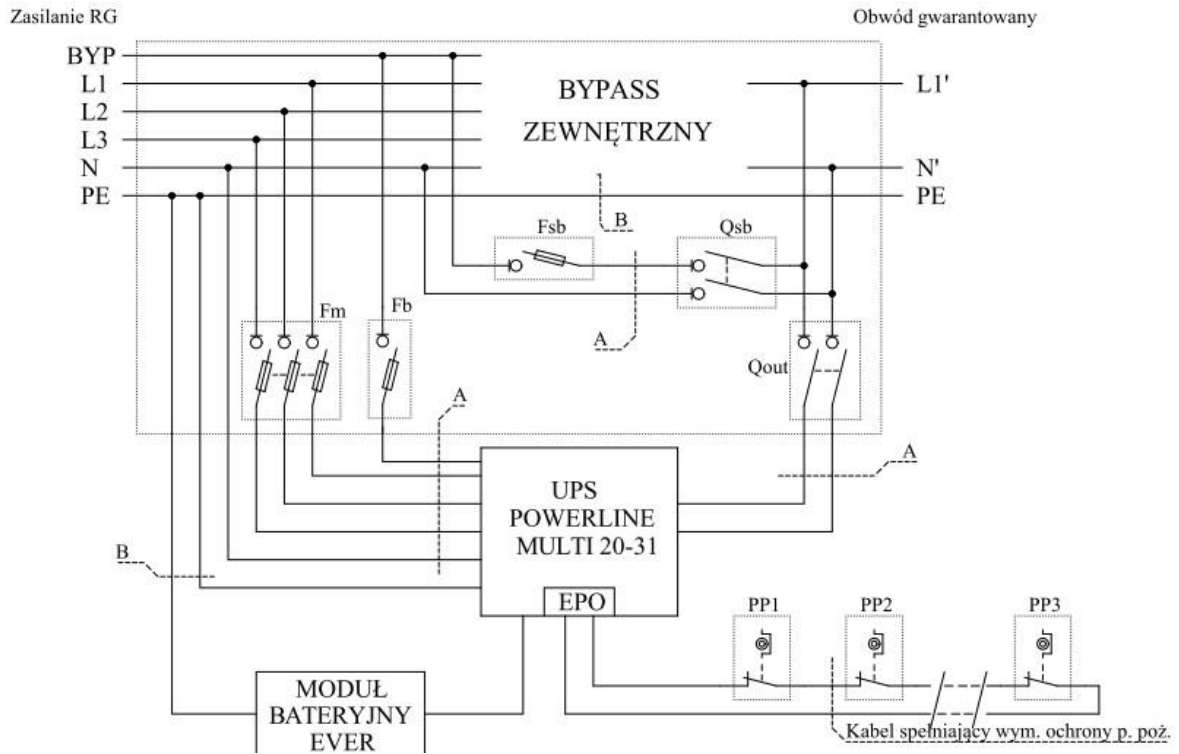 Zasilanie RG
Obwód gwarantowany
BYP
L1
L2
L3
N
PE
BYPASS
ZEWNĘTRZNY
L1'
N'
PE
B
Fsb
Qsb
A
Fm
Fb
Qout
A
A
UPS
POWERLINE
MULTI 20-31
EPO
B
PP1
PP2
PP3
MODUŁ
BATERYJNY
EVER
Kabel spełniający wym. ochrony p. poż.